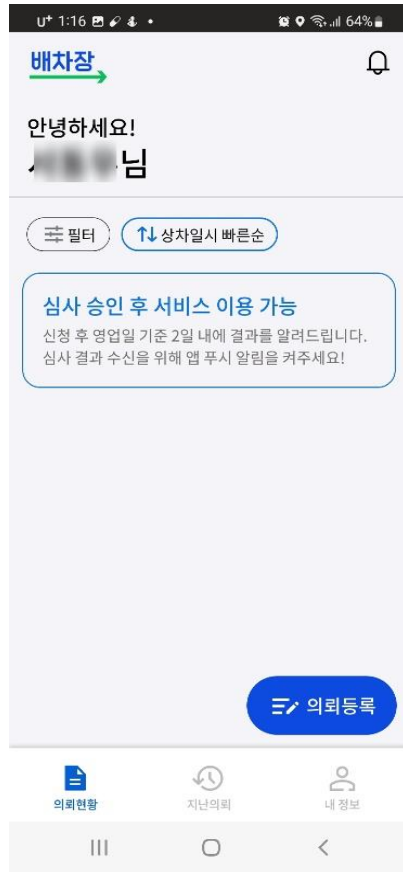 U+ 1:16 64%
배차장
안녕하세요!
님
필터 상차일시 빠른순
심사 승인 후 서비스 이용 가능
신청 후 영업일 기준 2일 내에 결과를 알려드립니다.
심사 결과 수신을 위해 앱 푸시 알림을 켜주세요!
의뢰등록
의뢰현황 지난의뢰 내 정보